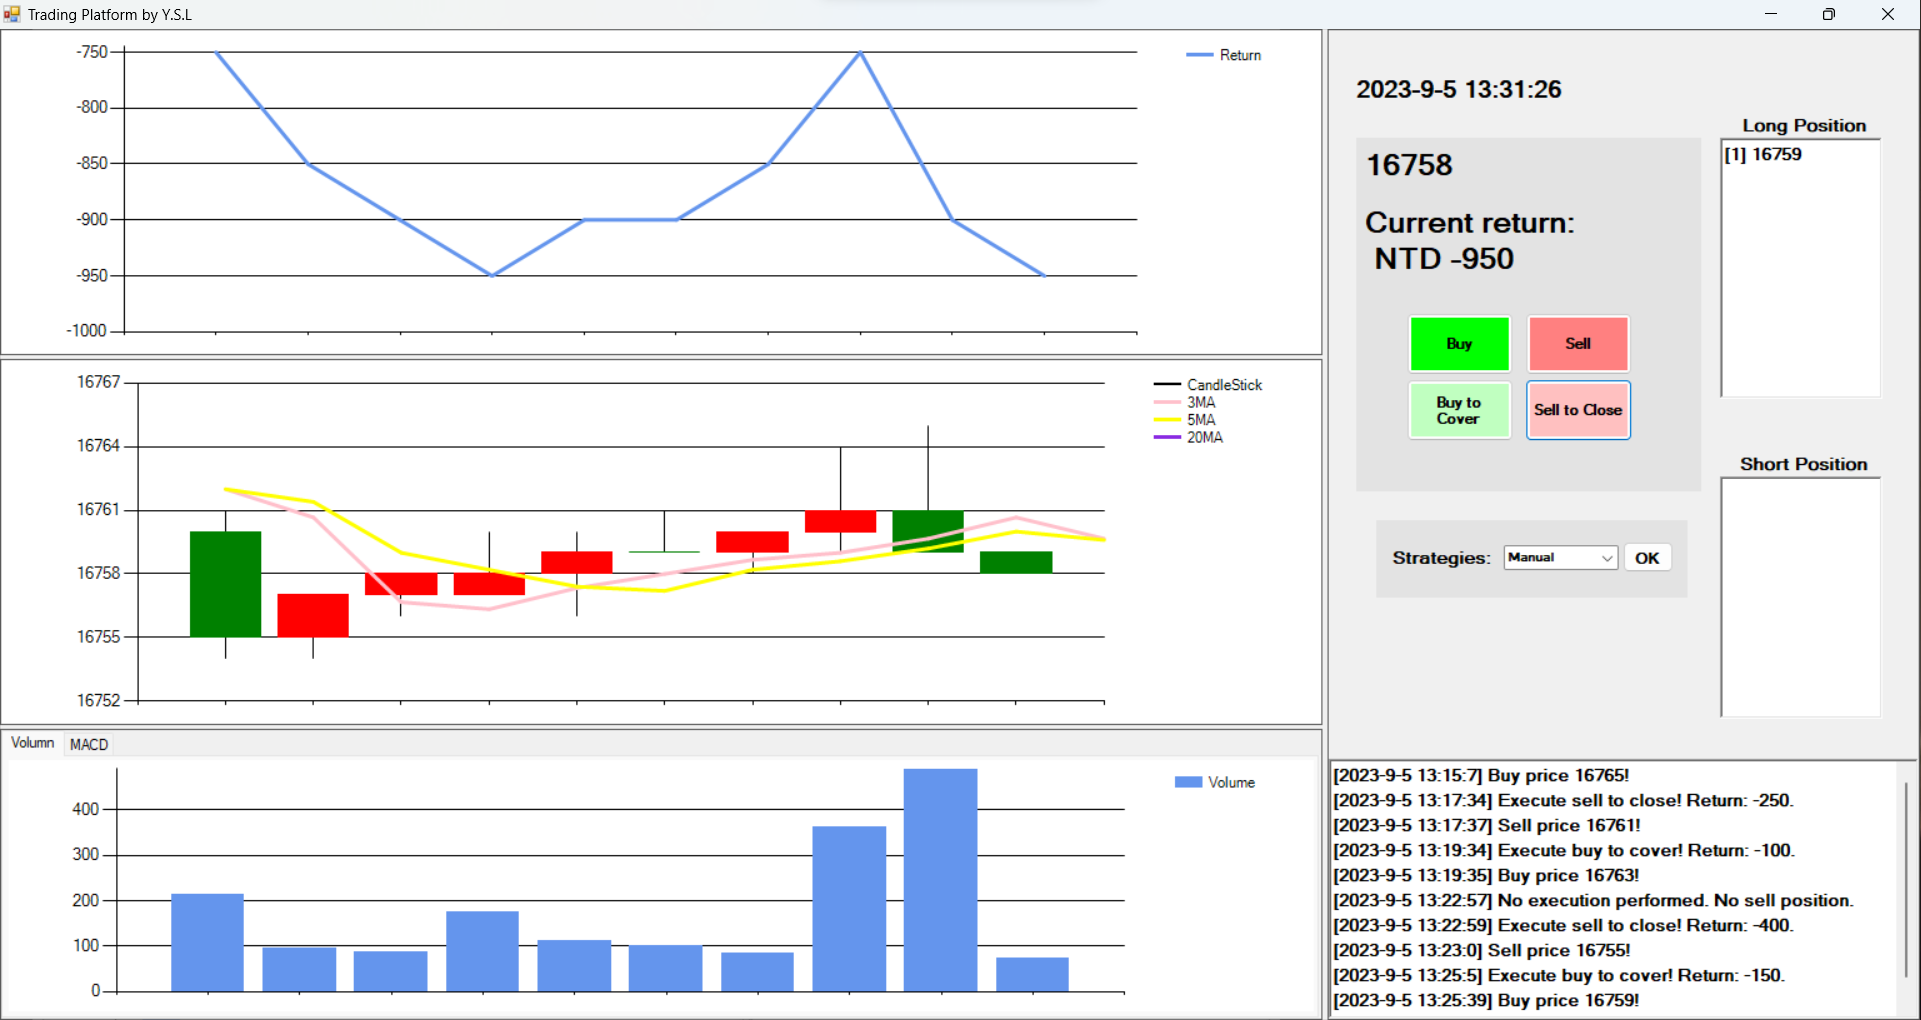 Trading Platform by Y.S.L
-750
-800
-850
-900
-950
-1000
Return
16767
16764
16761
16758
16755
16752
CandleStick
3MA
5MA
20MA
Volumn MACD
400
300
200
100
0
Volume
2023-9-5 13:31:26
16758
Current return:
NTD -950
Buy
Sell
Buy to
Cover
Sell to Close
Strategies: Manual OK
Long Position
[1] 16759
Short Position
[2023-9-5 13:15:7] Buy price 16765!
[2023-9-5 13:17:34] Execute sell to close! Return: -250.
[2023-9-5 13:17:37] Sell price 16761!
[2023-9-5 13:19:34] Execute buy to cover! Return: -100.
[2023-9-5 13:19:35] Buy price 16763!
[2023-9-5 13:22:57] No execution performed. No sell position.
[2023-9-5 13:22:59] Execute sell to close! Return: -400.
[2023-9-5 13:23:0] Sell price 16755!
[2023-9-5 13:25:5] Execute buy to cover! Return: -150.
[2023-9-5 13:25:39] Buy price 16759!